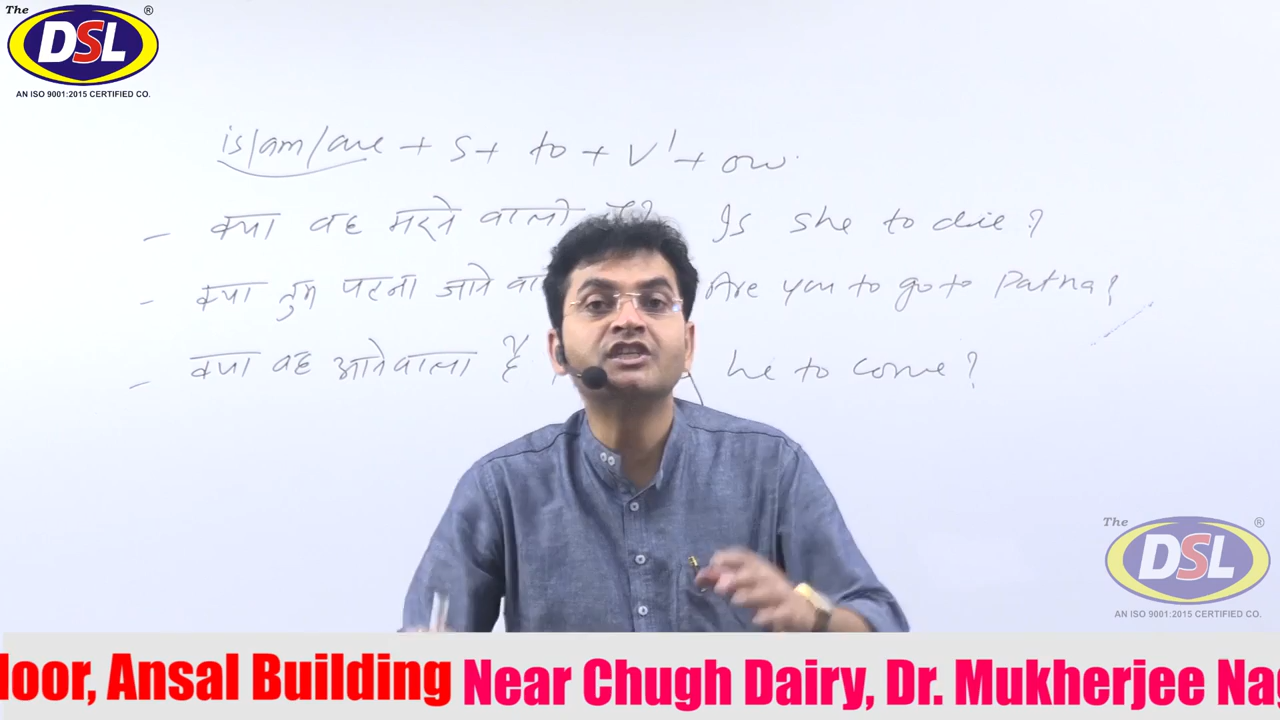 The
DSL
®
AN ISO 9001:2015 CERTIFIED CO.
is/am/are + S + to + V¹ + ow
- क्या वह मरने वाली है? Is she to die?
- क्या तुम पटना जाने वा Are you to go to Patna?
- क्या वह आनेवाला है he to come?
The
DSL
®
AN ISO 9001:2015 CERTIFIED CO.
loor, Ansal Building Near Chugh Dairy, Dr. Mukherjee Nag